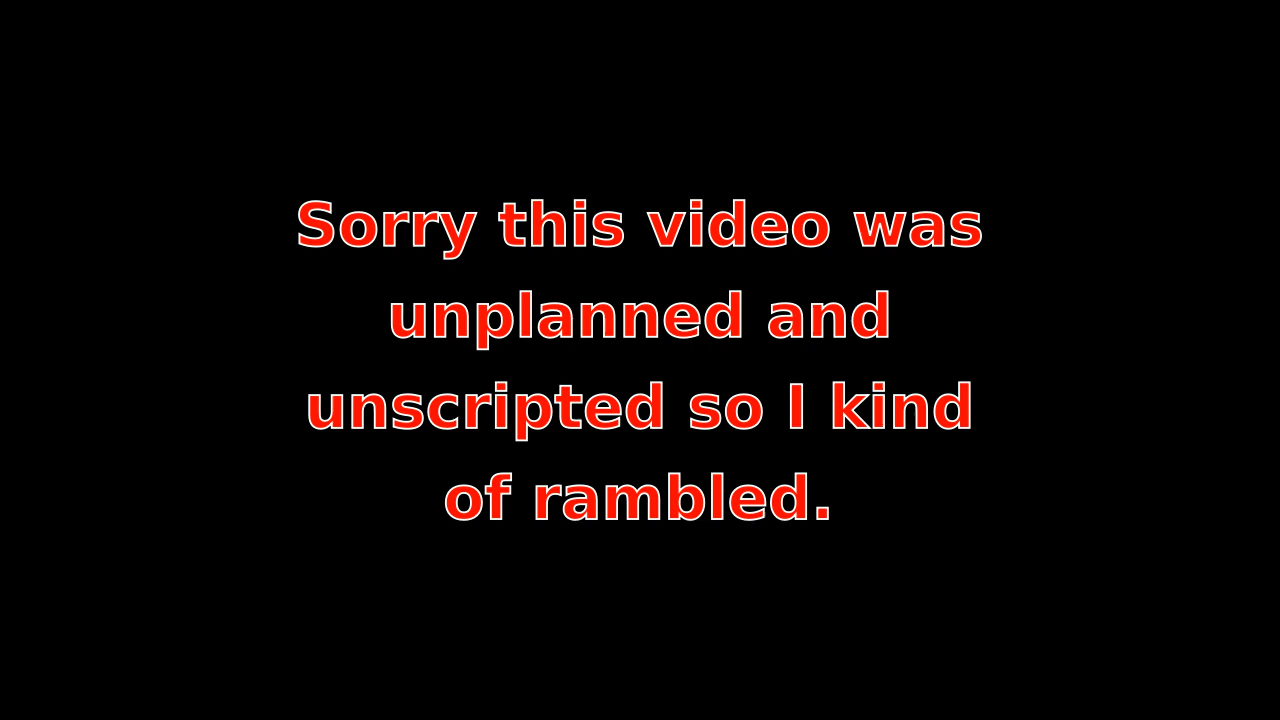 Sorry this video was
unplanned and
unscripted so I kind
of rambled.